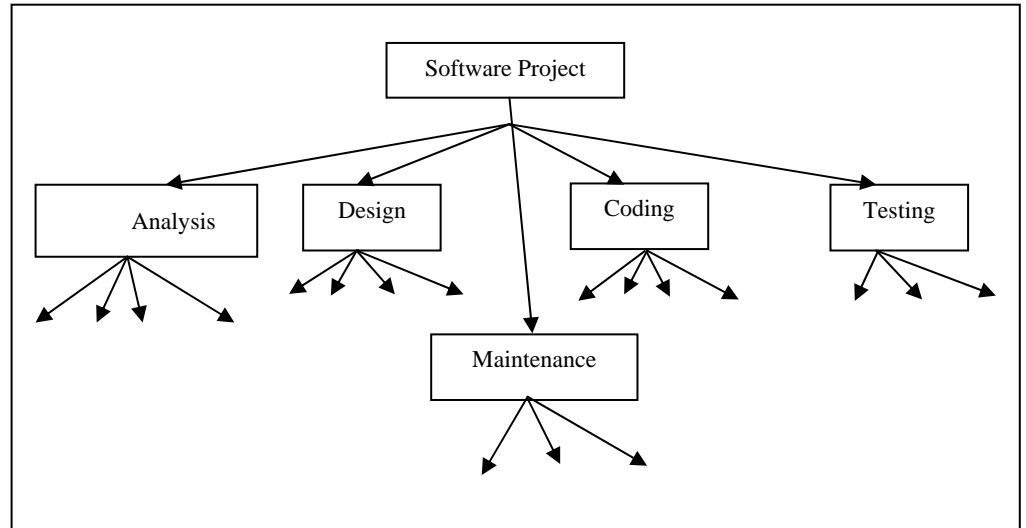 Software Project
Analysis
Design
Coding
Testing
Maintenance